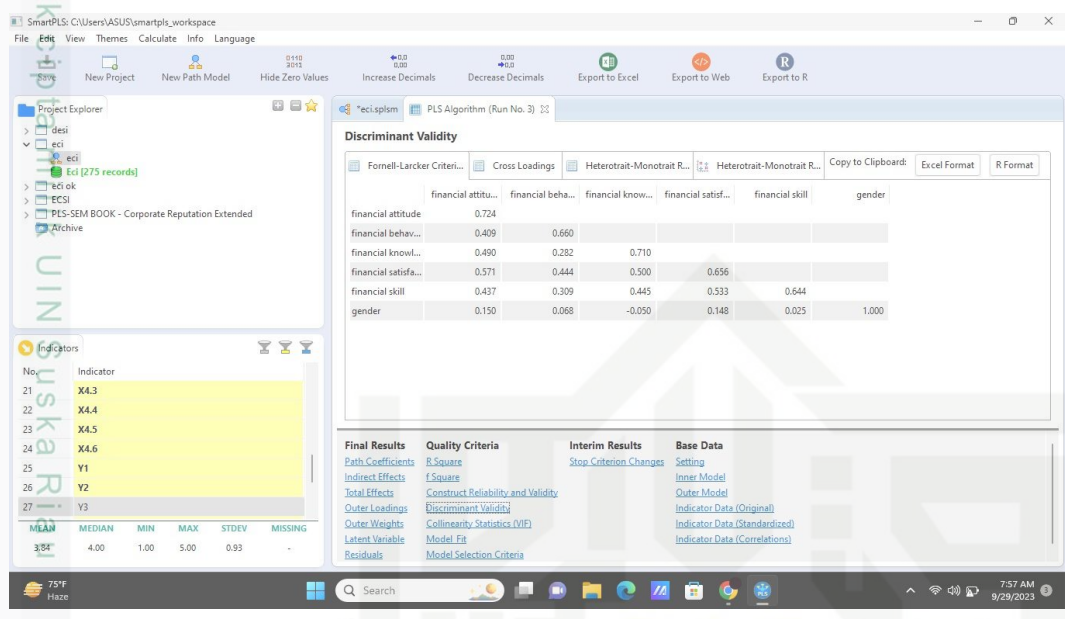 SmartPLS: C:\Users\ASUS\smartpls_workspace
File Edit View Themes Calculate Info Language
Save New Project New Path Model Hide Zero Values Increase Decimals Decrease Decimals Export to Excel Export to Web Export to R
Project Explorer
desi
eci
eci
Eci [275 records]
eci ok
ECSI
PLS-SEM BOOK - Corporate Reputation Extended
Archive
Indicators
No. Indicator
21 X4.3
22 X4.4
23 X4.5
24 X4.6
25 Y1
26 Y2
27 Y3
MEAN MEDIAN MIN MAX STDEV MISSING
3.84 4.00 1.00 5.00 0.93 -
*eci.splsm PLS Algorithm (Run No. 3)
Discriminant Validity
Fornell-Larcker Criteri... Cross Loadings Heterotrait-Monotrait R... Heterotrait-Monotrait R... Copy to Clipboard: Excel Format R Format
financial attitu... financial beha... financial know... financial satisf... financial skill gender
financial attitude 0.724
financial behav... 0.409 0.660
financial knowl... 0.490 0.282 0.710
financial satisfa... 0.571 0.444 0.500 0.656
financial skill 0.437 0.309 0.445 0.533 0.644
gender 0.150 0.068 -0.050 0.148 0.025 1.000
Final Results Quality Criteria Interim Results Base Data
Path Coefficients R Square Stop Criterion Changes Setting
Indirect Effects f Square Inner Model
Total Effects Construct Reliability and Validity Outer Model
Outer Loadings Discriminant Validity Indicator Data (Original)
Outer Weights Collinearity Statistics (VIF) Indicator Data (Standardized)
Latent Variable Model Fit Indicator Data (Correlations)
Residuals Model Selection Criteria
75°F
Haze
Search
7:57 AM
9/29/2023
UIN Suska Riau